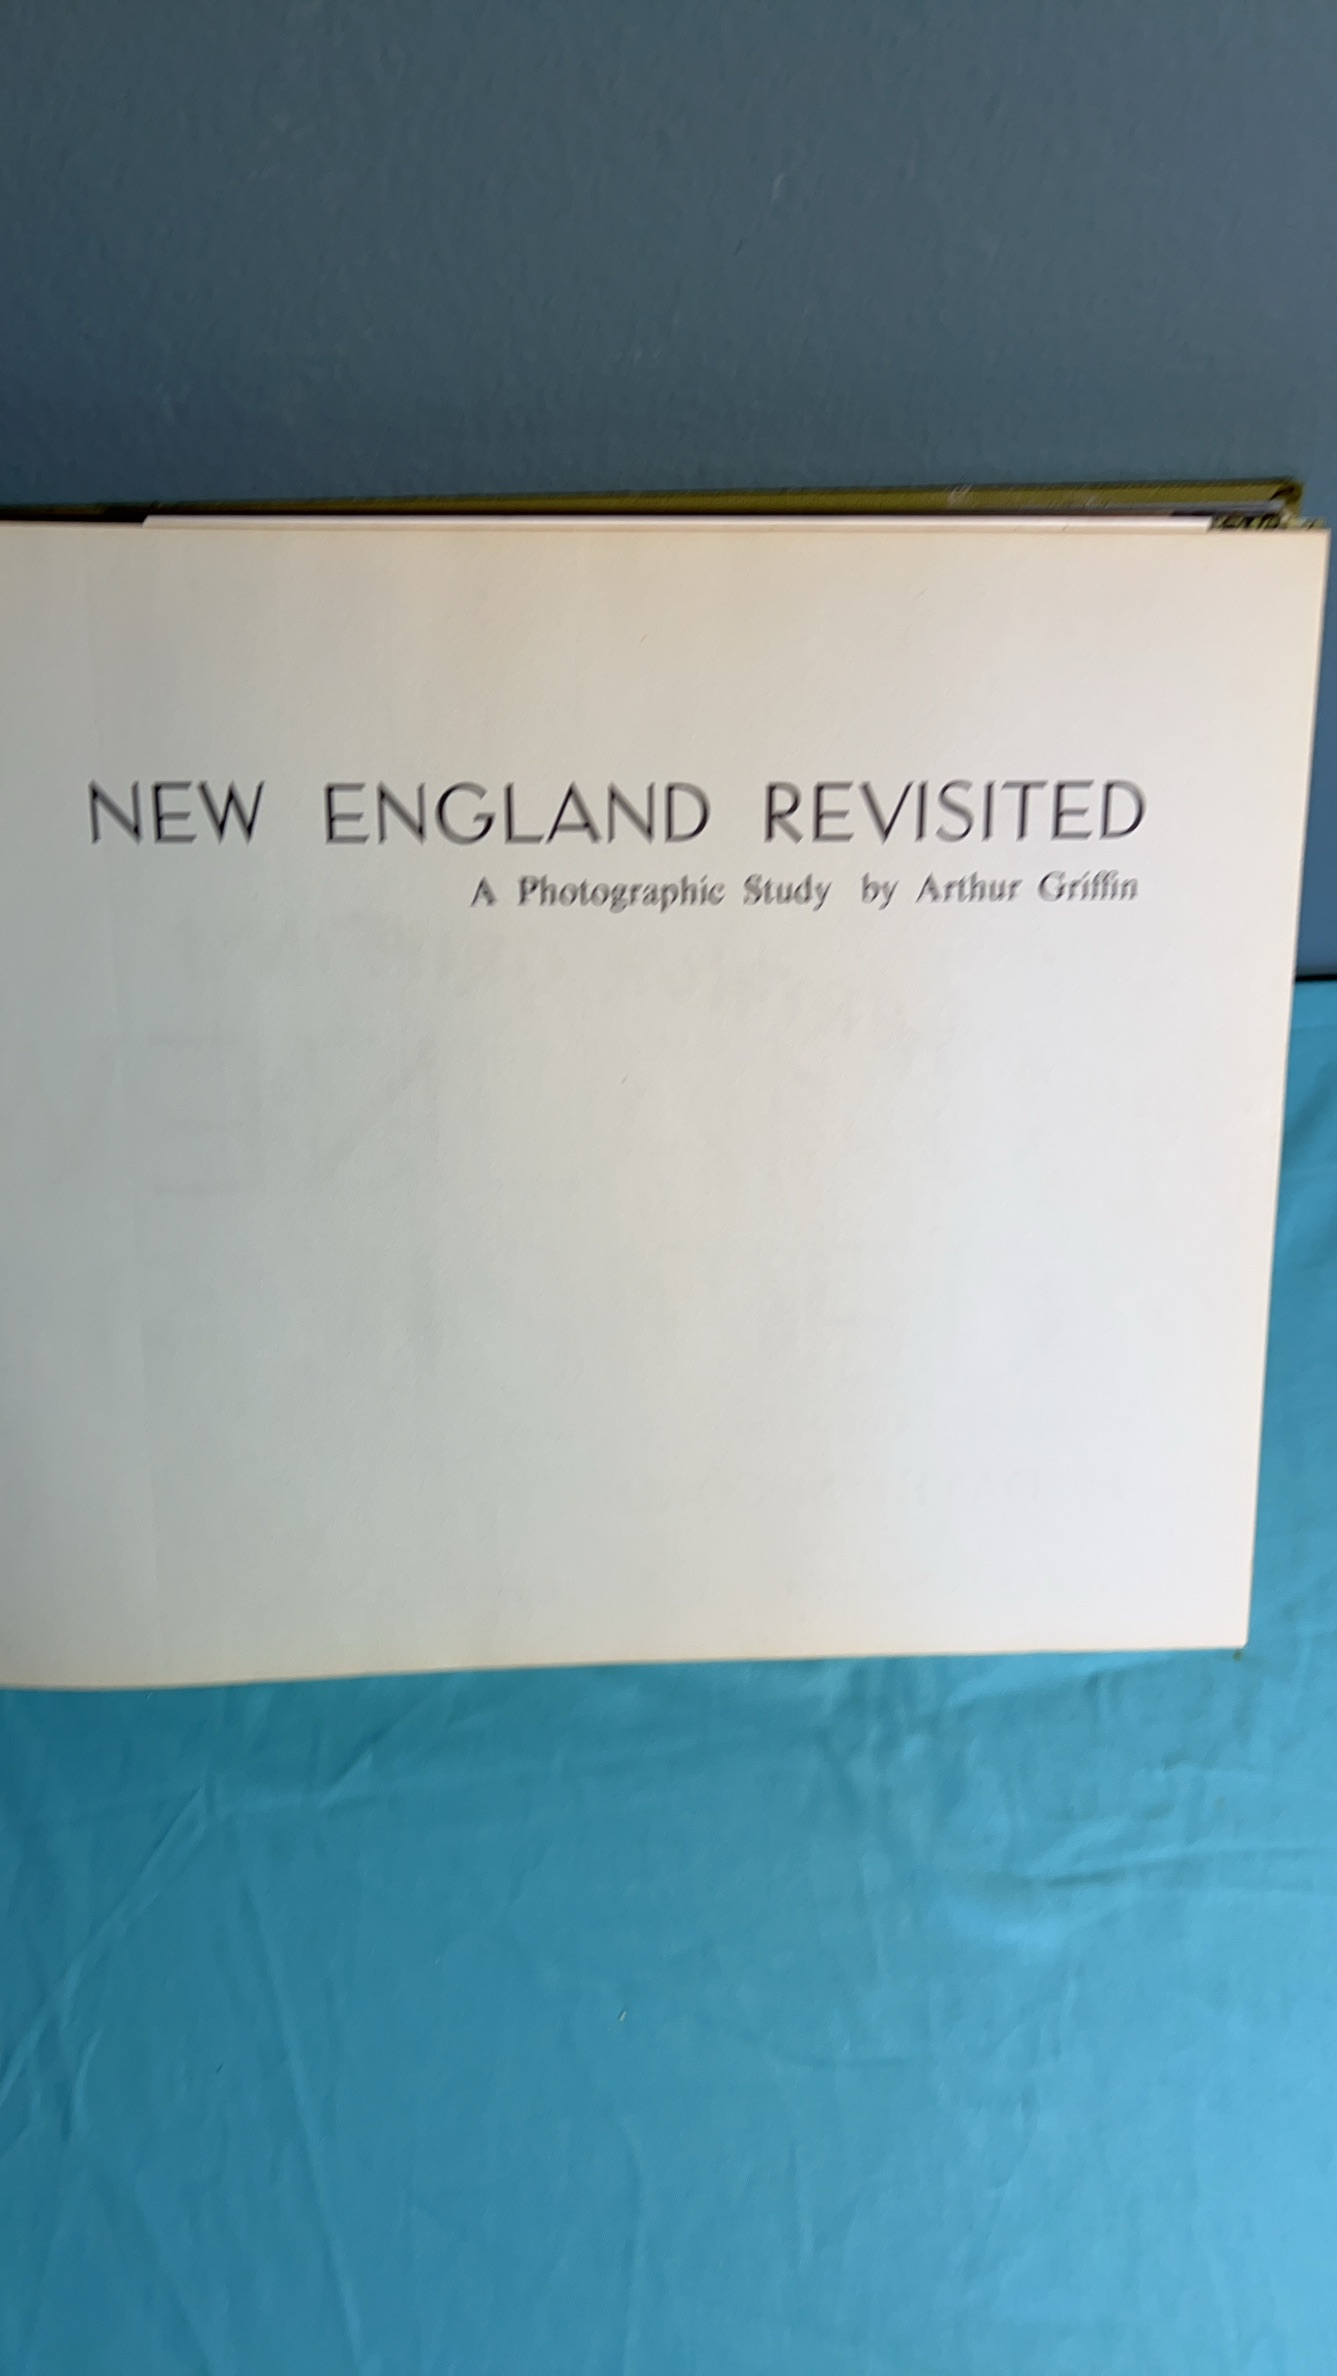 NEW ENGLAND REVISITED
A Photographic Study by Arthur Griffin